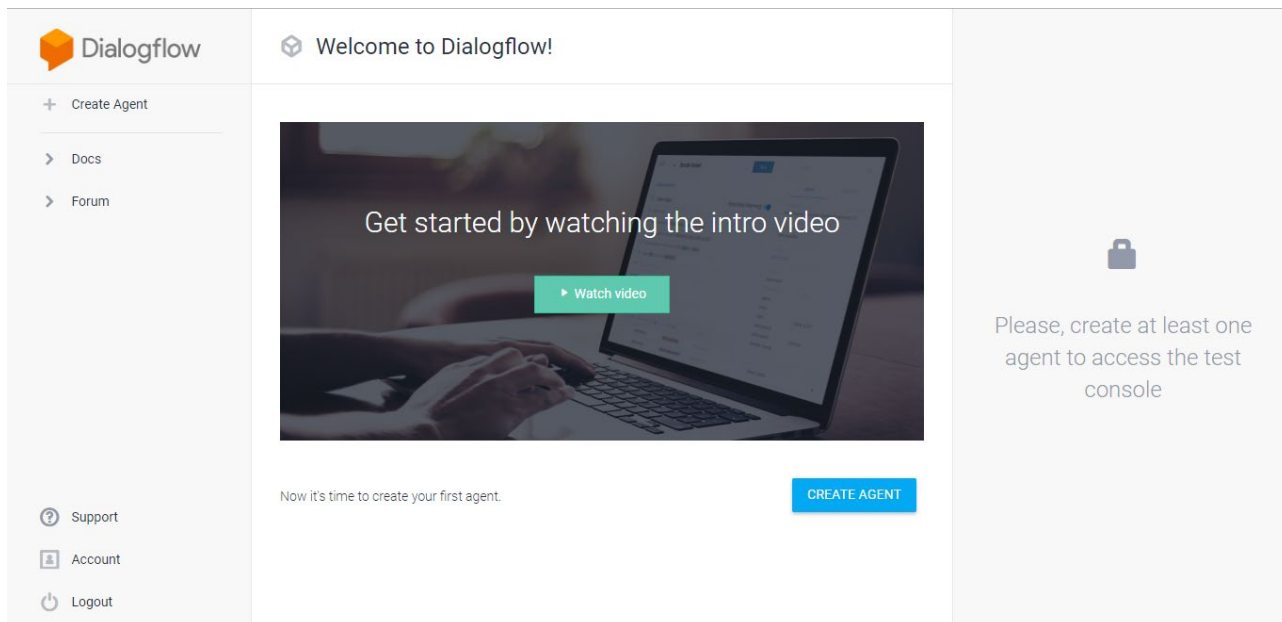 Dialogflow
Create Agent
Docs
Forum
Support
Account
Logout
Welcome to Dialogflow!
Get started by watching the intro video
Watch video
Now it's time to create your first agent.
CREATE AGENT
Please, create at least one
agent to access the test
console